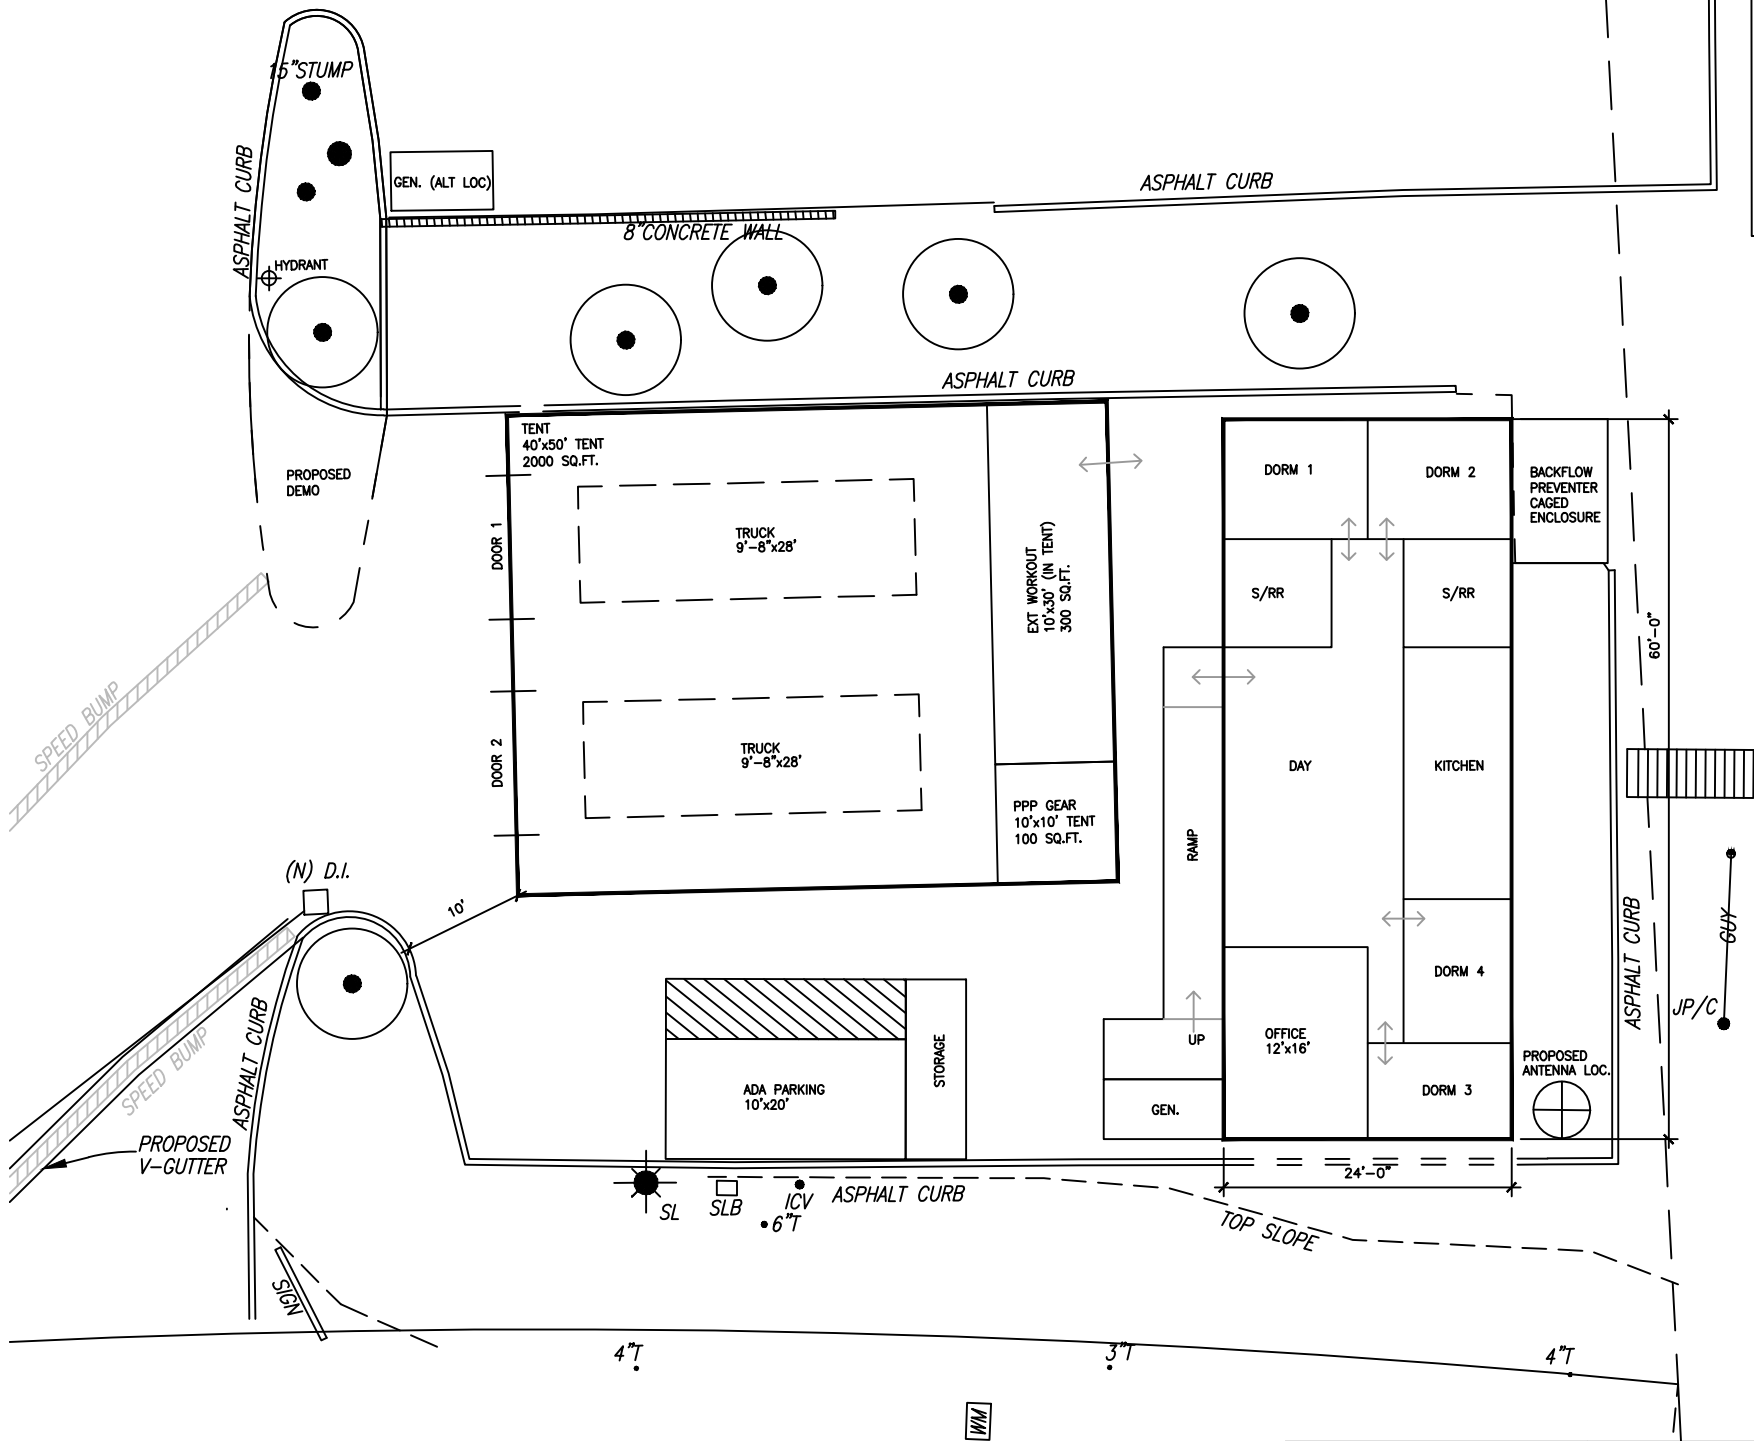 15"STUMP
ASPHALT CURB
GEN. (ALT LOC)
ASPHALT CURB
8"CONCRETE WALL
HYDRANT
ASPHALT CURB
TENT
40'x50' TENT
2000 SQ.FT.
PROPOSED
DEMO
DOOR 1
TRUCK
9'-8"x28'
EXT WORKOUT
10'x30' (IN TENT)
300 SQ.FT.
DORM 1
DORM 2
BACKFLOW
PREVENTER
CAGED
ENCLOSURE
S/RR
S/RR
60'-0"
SPEED BUMP
DOOR 2
TRUCK
9'-8"x28'
DAY
KITCHEN
PPP GEAR
10'x10' TENT
100 SQ.FT.
RAMP
(N) D.I.
10'
ASPHALT CURB
GUY
JP/C
DORM 4
ASPHALT CURB
SPEED BUMP
UP
OFFICE
12'x16'
STORAGE
ADA PARKING
10'x20'
PROPOSED
ANTENNA LOC.
DORM 3
GEN.
PROPOSED
V-GUTTER
24'-0"
SL
SLB
ICV
6"T
ASPHALT CURB
TOP SLOPE
SIGN
4"T
3"T
4"T
WM